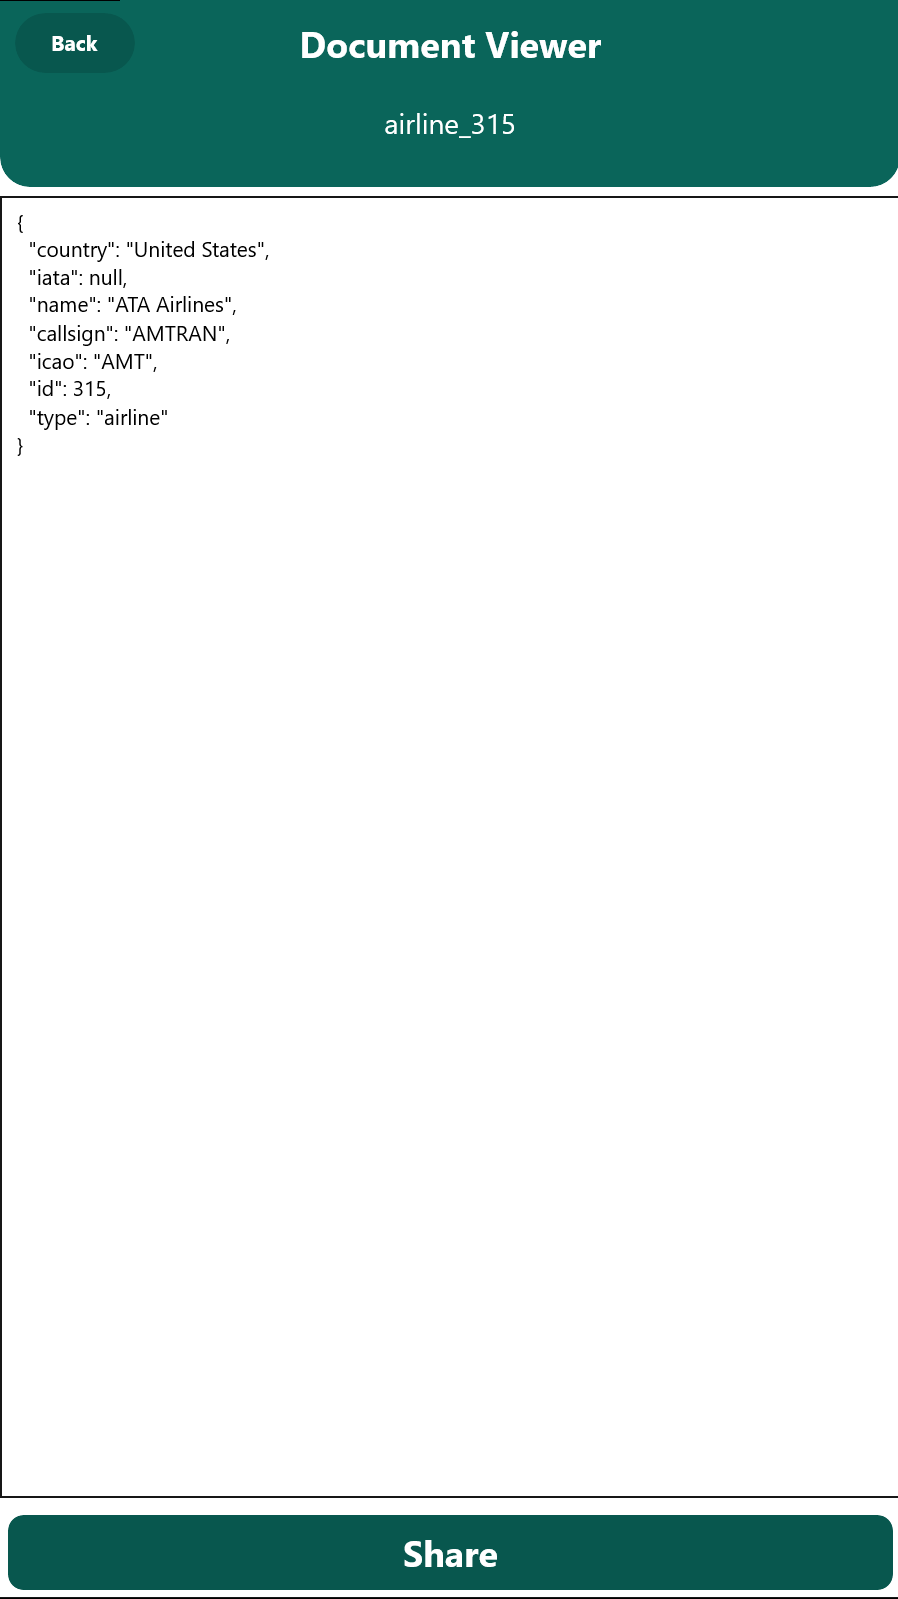 Back
Document Viewer
airline_315
{
"country": "United States",
"iata": null,
"name": "ATA Airlines",
"callsign": "AMTRAN",
"icao": "AMT",
"id": 315,
"type": "airline"
}
Share